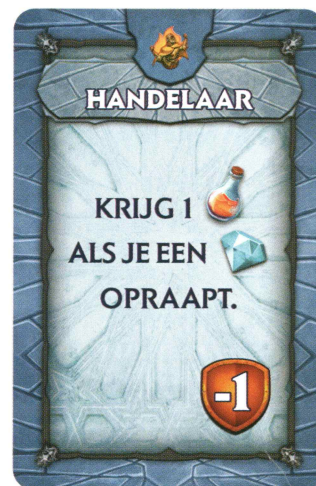 HANDELAAR
KRIJG 1
ALS JE EEN
OPRAAPT.
-1